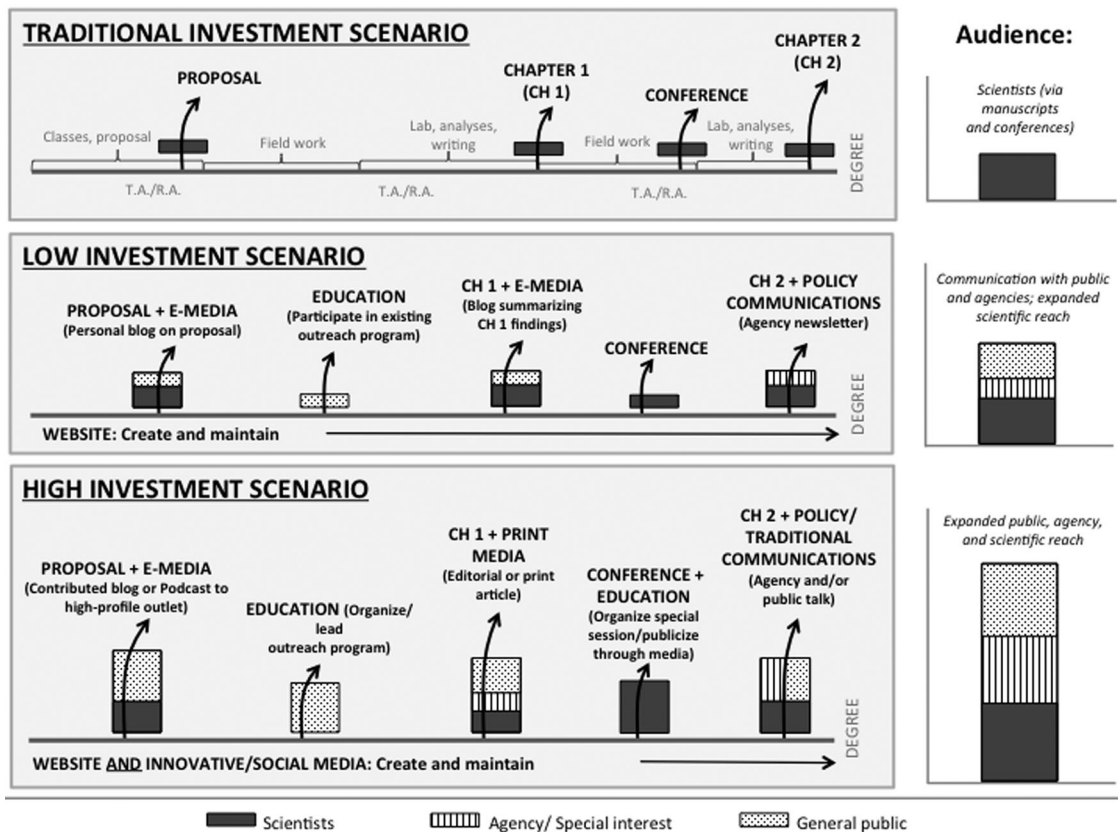 TRADITIONAL INVESTMENT SCENARIO
PROPOSAL
CHAPTER 1
(CH 1)
CONFERENCE
CHAPTER 2
(CH 2)
Classes, proposal
Field work
Lab, analyses,
writing
Field work
Lab, analyses,
writing
T.A./R.A.
T.A./R.A.
T.A./R.A.
DEGREE
Audience:
Scientists (via
manuscripts
and conferences)
LOW INVESTMENT SCENARIO
PROPOSAL + E-MEDIA
(Personal blog on proposal)
EDUCATION
(Participate in existing
outreach program)
CH 1 + E-MEDIA
(Blog summarizing
CH 1 findings)
CONFERENCE
CH 2 + POLICY
COMMUNICATIONS
(Agency newsletter)
DEGREE
WEBSITE: Create and maintain
Communication with public
and agencies; expanded
scientific reach
HIGH INVESTMENT SCENARIO
PROPOSAL + E-MEDIA
(Contributed blog or Podcast to
high-profile outlet)
EDUCATION (Organize/
lead
outreach program)
CH 1 + PRINT
MEDIA
(Editorial or print
article)
CONFERENCE +
EDUCATION
(Organize special
session/publicize
through media)
CH 2 + POLICY/
TRADITIONAL
COMMUNICATIONS
(Agency and/or
public talk)
DEGREE
WEBSITE AND INNOVATIVE/SOCIAL MEDIA: Create and maintain
Expanded public, agency,
and scientific reach
Scientists
Agency/ Special interest
General public